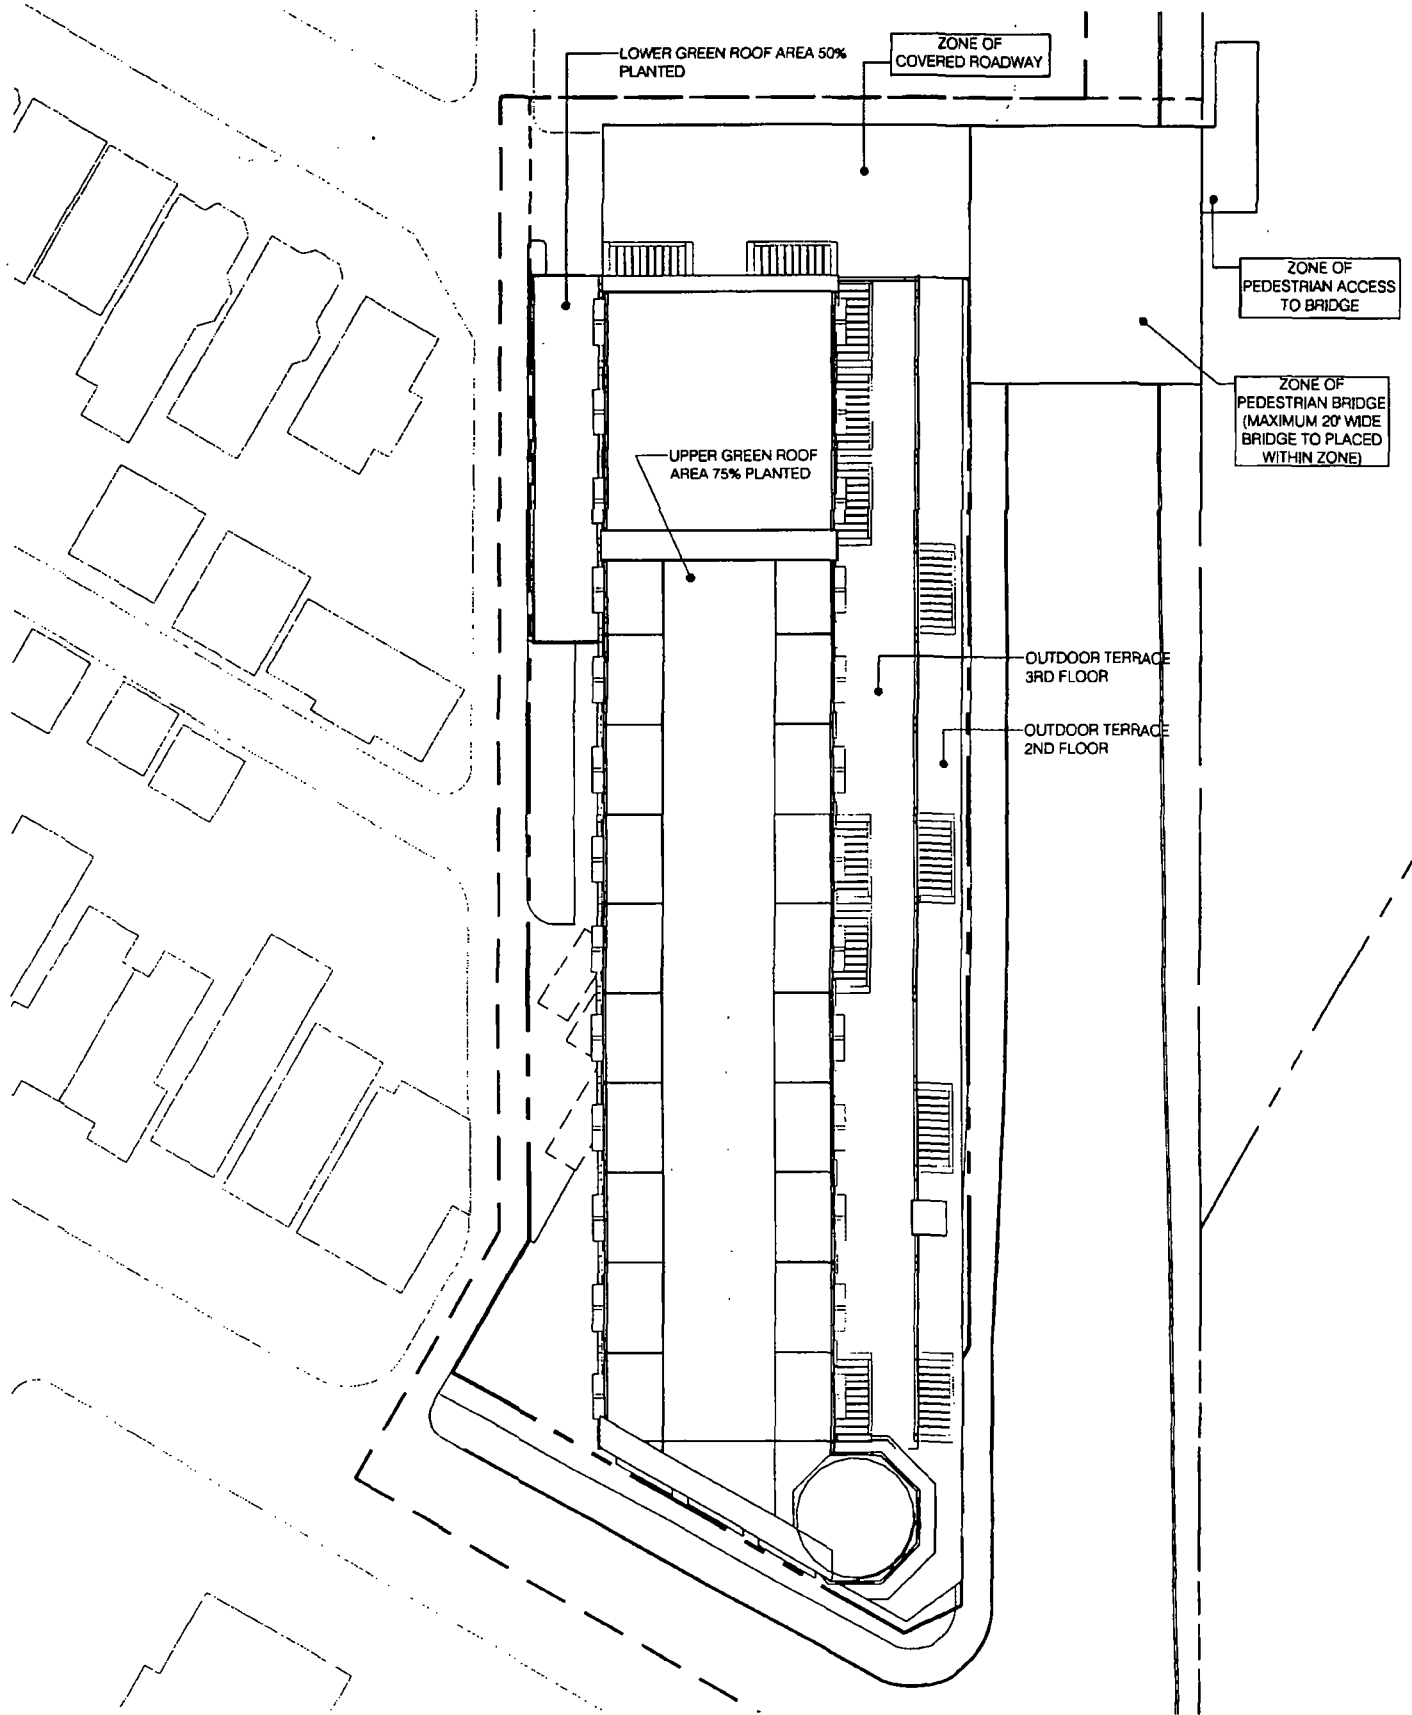 LOWER GREEN ROOF AREA 50%
PLANTED
ZONE OF
COVERED ROADWAY
ZONE OF
PEDESTRIAN ACCESS
TO BRIDGE
ZONE OF
PEDESTRIAN BRIDGE
(MAXIMUM 20' WIDE
BRIDGE TO PLACED
WITHIN ZONE)
UPPER GREEN ROOF
AREA 75% PLANTED
OUTDOOR TERRACE
3RD FLOOR
OUTDOOR TERRACE
2ND FLOOR